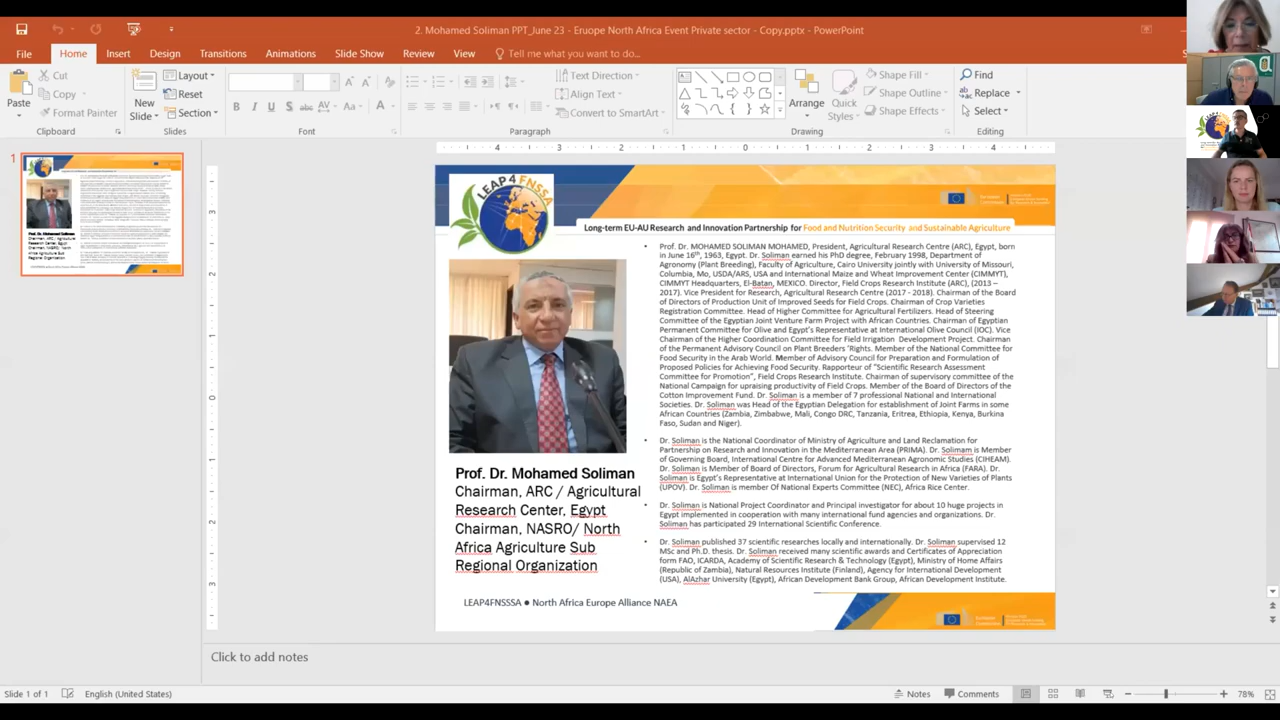 2. Mohamed Soliman PPT_June 23 - Eruope North Africa Event Private sector - Copy.pptx - PowerPoint
File Home Insert Design Transitions Animations Slide Show Review View Tell me what you want to do...
Paste
Cut
Copy
Format Painter
Clipboard
New
Slide
Layout
Reset
Section
Slides
B I U S abc AV Aa A
Font
Text Direction
Align Text
Convert to SmartArt
Paragraph
Arrange
Quick
Styles
Shape Fill
Shape Outline
Shape Effects
Drawing
Find
Replace
Select
Editing
1
4 3 2 1 0 1 2 3 4
3
2
1
0
1
2
3
LEAP4FNSS
Long-term EU-AU Research and Innovation Partnership for Food and Nutrition Security and Sustainable Agriculture
• Prof. Dr. MOHAMED SOLIMAN MOHAMED, President, Agricultural Research Centre (ARC), Egypt, born
in June 16th, 1963, Egypt. Dr. Soliman earned his PhD degree, February 1998, Department of
Agronomy (Plant Breeding), Faculty of Agriculture, Cairo University jointly with University of Missouri,
Columbia, Mo, USDA/ARS, USA and International Maize and Wheat Improvement Center (CIMMYT),
CIMMYT Headquarters, El-Batan, MEXICO. Director, Field Crops Research Institute (ARC), (2013 –
2017). Vice President for Research, Agricultural Research Centre (2017 - 2018). Chairman of the Board
of Directors of Production Unit of Improved Seeds for Field Crops. Chairman of Crop Varieties
Registration Committee. Head of Higher Committee for Agricultural Fertilizers. Head of Steering
Committee of the Egyptian Joint Venture Farm Project with African Countries. Chairman of Egyptian
Permanent Committee for Olive and Egypt's Representative at International Olive Council (IOC). Vice
Chairman of the Higher Coordination Committee for Field Irrigation Development Project. Chairman
of the Permanent Advisory Council on Plant Breeders 'Rights. Member of the National Committee for
Food Security in the Arab World. Member of Advisory Council for Preparation and Formulation of
Proposed Policies for Achieving Food Security. Rapporteur of "Scientific Research Assessment
Committee for Promotion", Field Crops Research Institute. Chairman of supervisory committee of the
National Campaign for upraising productivity of Field Crops. Member of the Board of Directors of the
Cotton Improvement Fund. Dr. Soliman is a member of 7 professional National and International
Societies. Dr. Soliman was Head of the Egyptian Delegation for establishment of Joint Farms in some
African Countries (Zambia, Zimbabwe, Mali, Congo DRC, Tanzania, Eritrea, Ethiopia, Kenya, Burkina
Faso, Sudan and Niger).
• Dr. Soliman is the National Coordinator of Ministry of Agriculture and Land Reclamation for
Partnership on Research and Innovation in the Mediterranean Area (PRIMA). Dr. Solimam is Member
of Governing Board, International Centre for Advanced Mediterranean Agronomic Studies (CIHEAM).
Dr. Soliman is Member of Board of Directors, Forum for Agricultural Research in Africa (FARA). Dr.
Soliman is Egypt's Representative at International Union for the Protection of New Varieties of Plants
(UPOV). Dr. Soliman is member Of National Experts Committee (NEC), Africa Rice Center.
• Dr. Soliman is National Project Coordinator and Principal investigator for about 10 huge projects in
Egypt implemented in cooperation with many international fund agencies and organizations. Dr.
Soliman has participated 29 International Scientific Conference.
• Dr. Soliman published 37 scientific researches locally and internationally. Dr. Soliman supervised 12
MSc and Ph.D. thesis. Dr. Soliman received many scientific awards and Certificates of Appreciation
form FAO, ICARDA, Academy of Scientific Research & Technology (Egypt), Ministry of Home Affairs
(Republic of Zambia), Natural Resources Institute (Finland), Agency for International Development
(USA), AlAzhar University (Egypt), African Development Bank Group, African Development Institute.
Prof. Dr. Mohamed Soliman
Chairman, ARC / Agricultural
Research Center, Egypt
Chairman, NASRO/ North
Africa Agriculture Sub
Regional Organization
LEAP4FNSSSA ● North Africa Europe Alliance NAEA
Click to add notes
Slide 1 of 1 English (United States) Notes Comments 78%